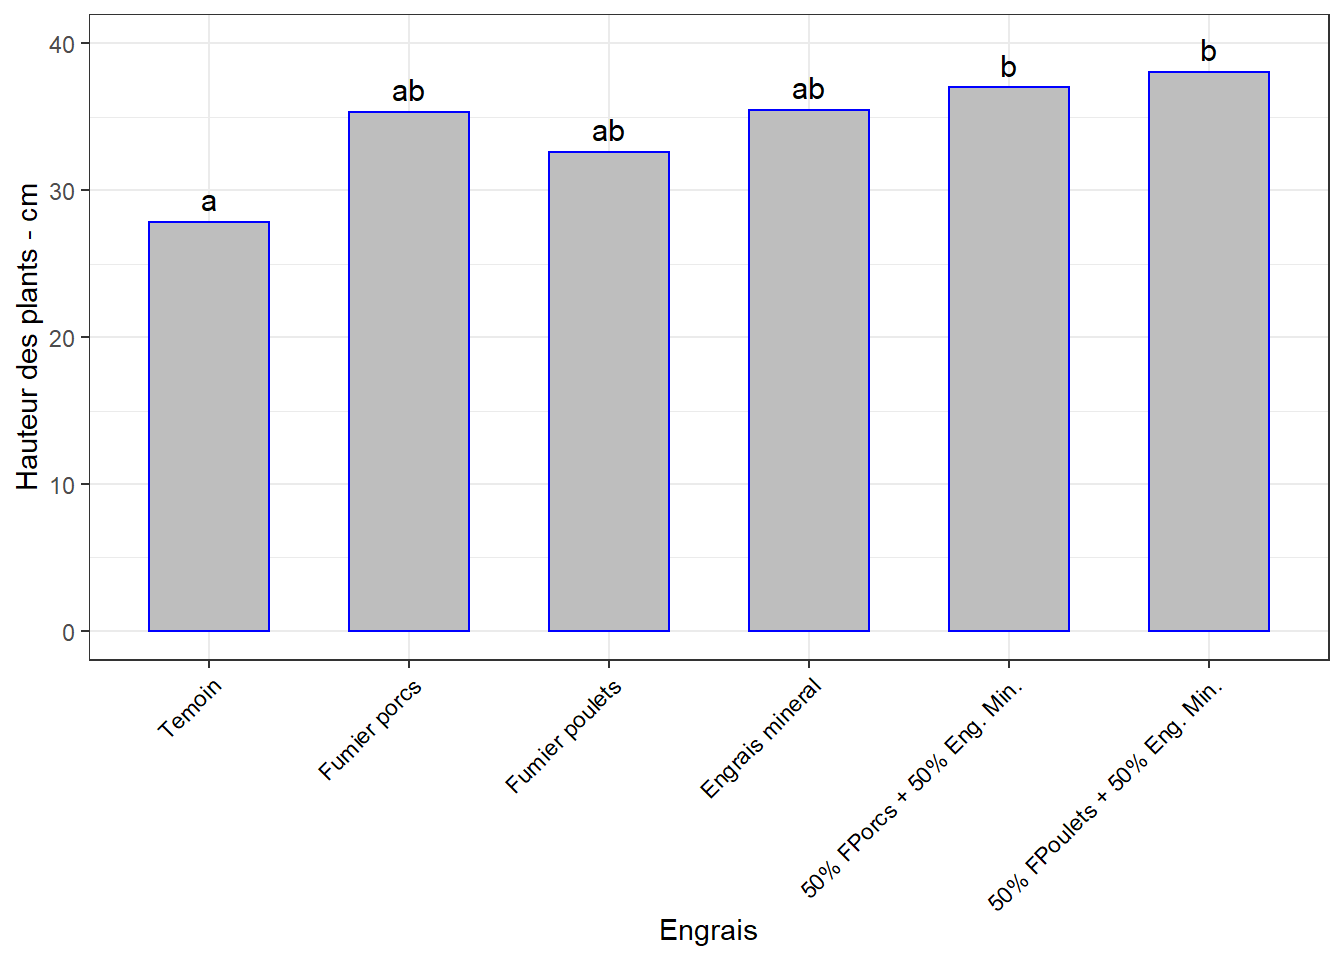 Hauteur des plants - cm
40
30
20
10
0
a
ab
ab
ab
b
b
Temoin
Fumier porcs
Fumier poulets
Engrais mineral
50% FPorcs + 50% Eng. Min.
50% FPoulets + 50% Eng. Min.
Engrais